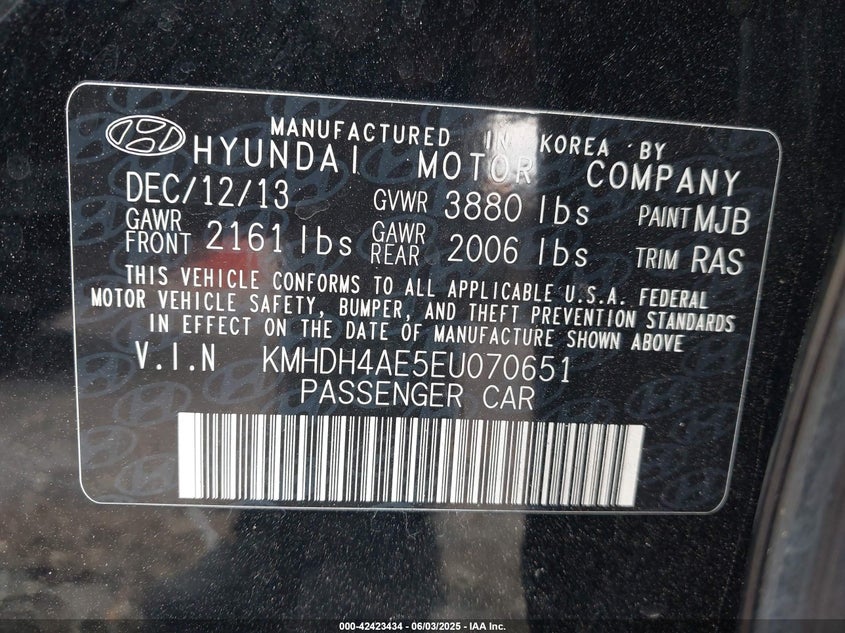 MANUFACTURED IN KOREA BY
HYUNDAI MOTOR COMPANY
DEC/12/13 GVWR 3880 lbs PAINT MJB
GAWR FRONT 2161 lbs GAWR REAR 2006 lbs TRIM RAS
THIS VEHICLE CONFORMS TO ALL APPLICABLE U.S.A. FEDERAL
MOTOR VEHICLE SAFETY, BUMPER, AND THEFT PREVENTION STANDARDS
IN EFFECT ON THE DATE OF MANUFACTURE SHOWN ABOVE
V.I.N KMHDH4AE5EU070651
PASSENGER CAR
000-42423434 - 06/03/2025 - IAA Inc.